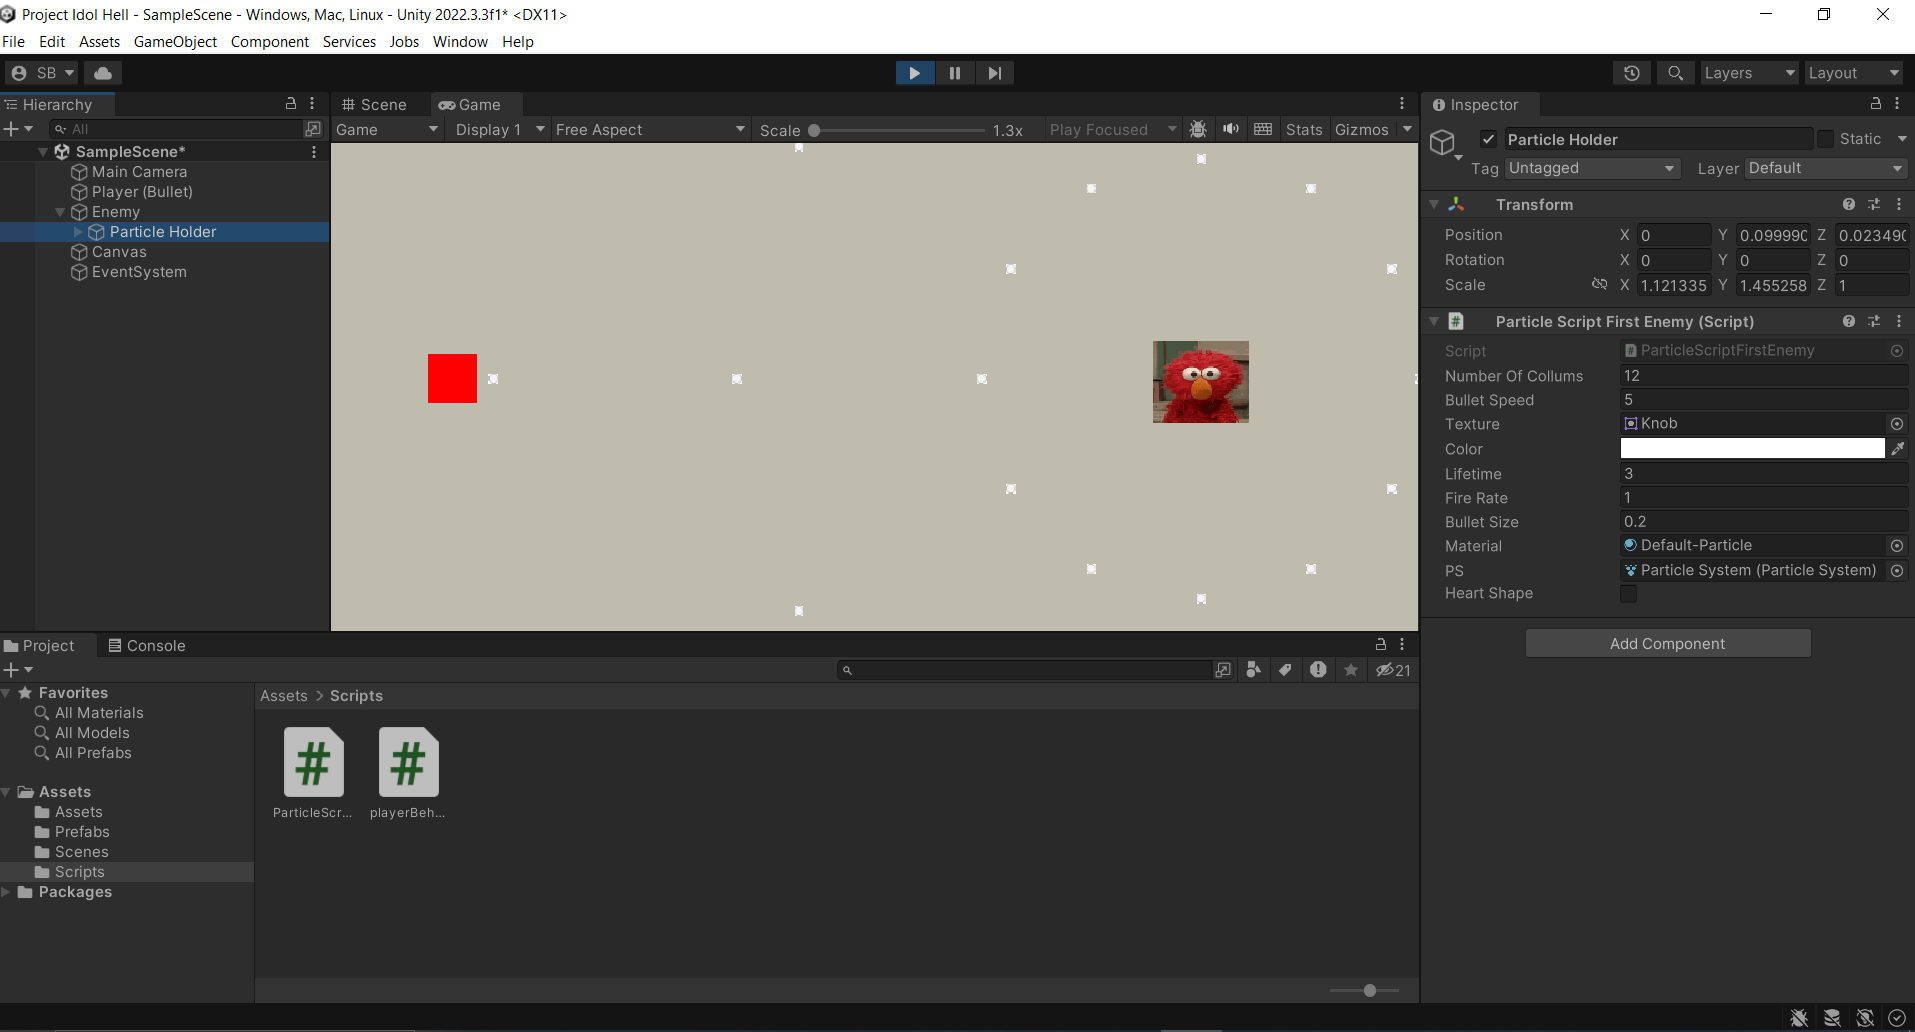 Project Idol Hell - SampleScene - Windows, Mac, Linux - Unity 2022.3.3f1* <DX11>
File Edit Assets GameObject Component Services Jobs Window Help
SB
Layers
Layout
Hierarchy
All
SampleScene*
Main Camera
Player (Bullet)
Enemy
Particle Holder
Canvas
EventSystem
Scene
Game
Game
Display 1
Free Aspect
Scale
1.3x
Play Focused
Stats
Gizmos
Inspector
Particle Holder
Static
Tag Untagged
Layer Default
Transform
Position X 0 Y 0.099990 Z 0.023490
Rotation X 0 Y 0 Z 0
Scale X 1.121335 Y 1.455258 Z 1
# Particle Script First Enemy (Script)
Script ParticleScriptFirstEnemy
Number Of Collums 12
Bullet Speed 5
Texture Knob
Color
Lifetime 3
Fire Rate 1
Bullet Size 0.2
Material Default-Particle
PS Particle System (Particle System)
Heart Shape
Add Component
Project
Console
21
Favorites
All Materials
All Models
All Prefabs
Assets
Assets
Prefabs
Scenes
Scripts
Packages
Assets > Scripts
# #
ParticleScr... playerBeh...